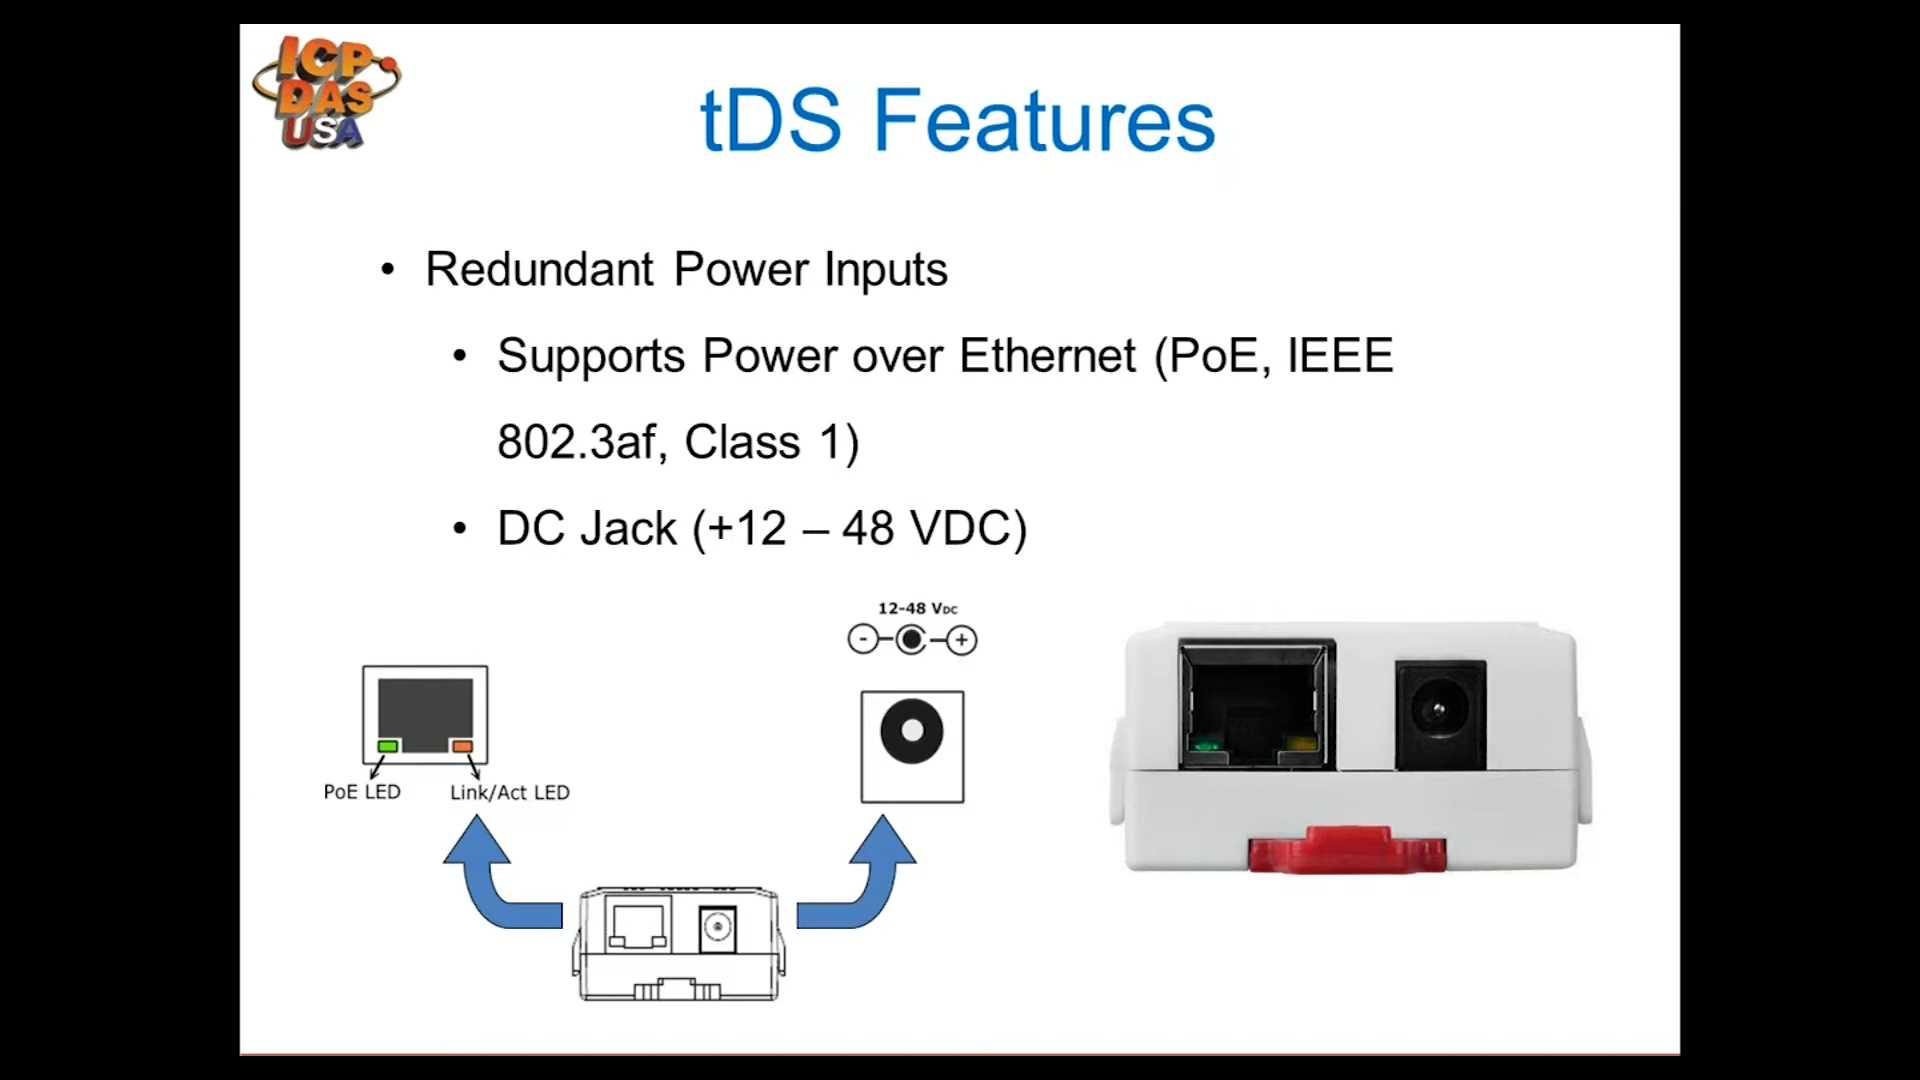 ICP
DAS
USA
tDS Features
• Redundant Power Inputs
• Supports Power over Ethernet (PoE, IEEE
802.3af, Class 1)
• DC Jack (+12 – 48 VDC)
12-48 VDC
- +
PoE LED
Link/Act LED